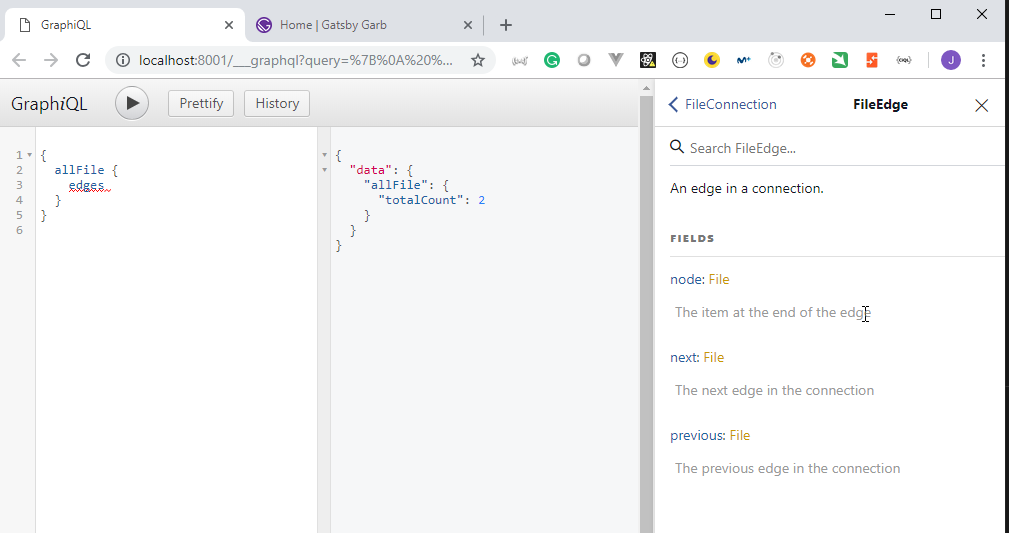 GraphiQL
Home | Gatsby Garb
localhost:8001/___graphql?query=%7B%0A%20%...
J
GraphiQL
Prettify
History
1 {
2 allFile {
3 edges
4 }
5 }
6
{
"data": {
"allFile": {
"totalCount": 2
}
}
}
FileConnection
FileEdge
Search FileEdge...
An edge in a connection.
FIELDS
node: File
The item at the end of the edge
next: File
The next edge in the connection
previous: File
The previous edge in the connection